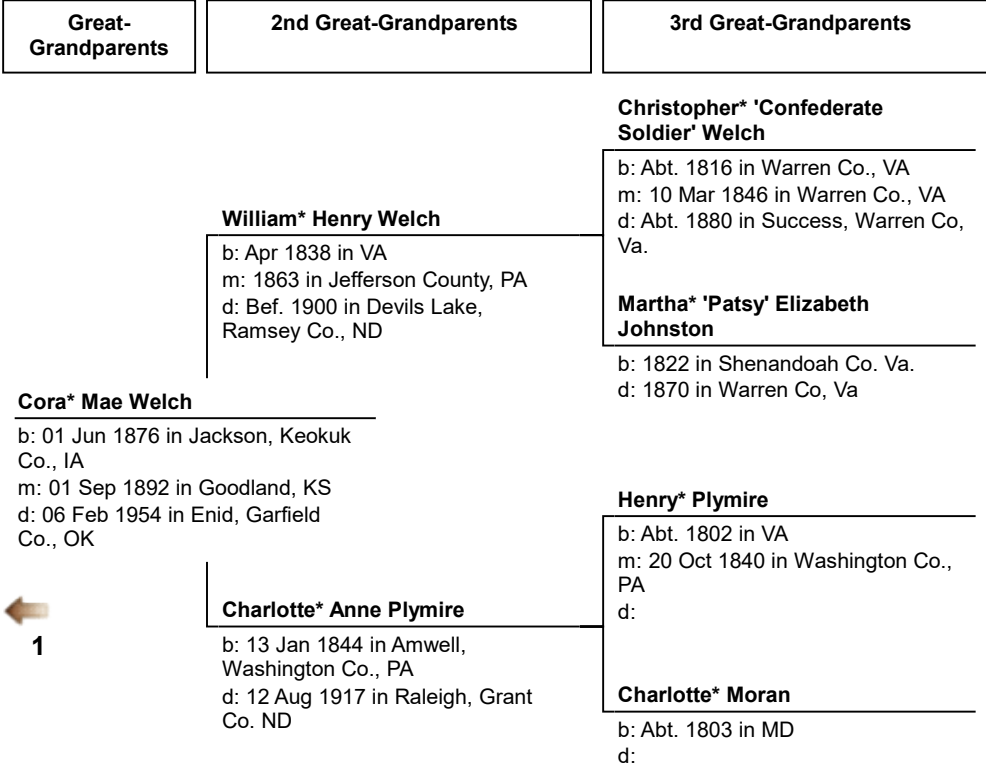 Great-
Grandparents
2nd Great-Grandparents
3rd Great-Grandparents
Christopher* 'Confederate
Soldier' Welch
b: Abt. 1816 in Warren Co., VA
m: 10 Mar 1846 in Warren Co., VA
d: Abt. 1880 in Success, Warren Co,
Va.
William* Henry Welch
b: Apr 1838 in VA
m: 1863 in Jefferson County, PA
d: Bef. 1900 in Devils Lake,
Ramsey Co., ND
Martha* 'Patsy' Elizabeth
Johnston
b: 1822 in Shenandoah Co. Va.
d: 1870 in Warren Co, Va
Cora* Mae Welch
b: 01 Jun 1876 in Jackson, Keokuk
Co., IA
m: 01 Sep 1892 in Goodland, KS
d: 06 Feb 1954 in Enid, Garfield
Co., OK
Henry* Plymire
b: Abt. 1802 in VA
m: 20 Oct 1840 in Washington Co.,
PA
d:
1
Charlotte* Anne Plymire
b: 13 Jan 1844 in Amwell,
Washington Co., PA
d: 12 Aug 1917 in Raleigh, Grant
Co. ND
Charlotte* Moran
b: Abt. 1803 in MD
d: